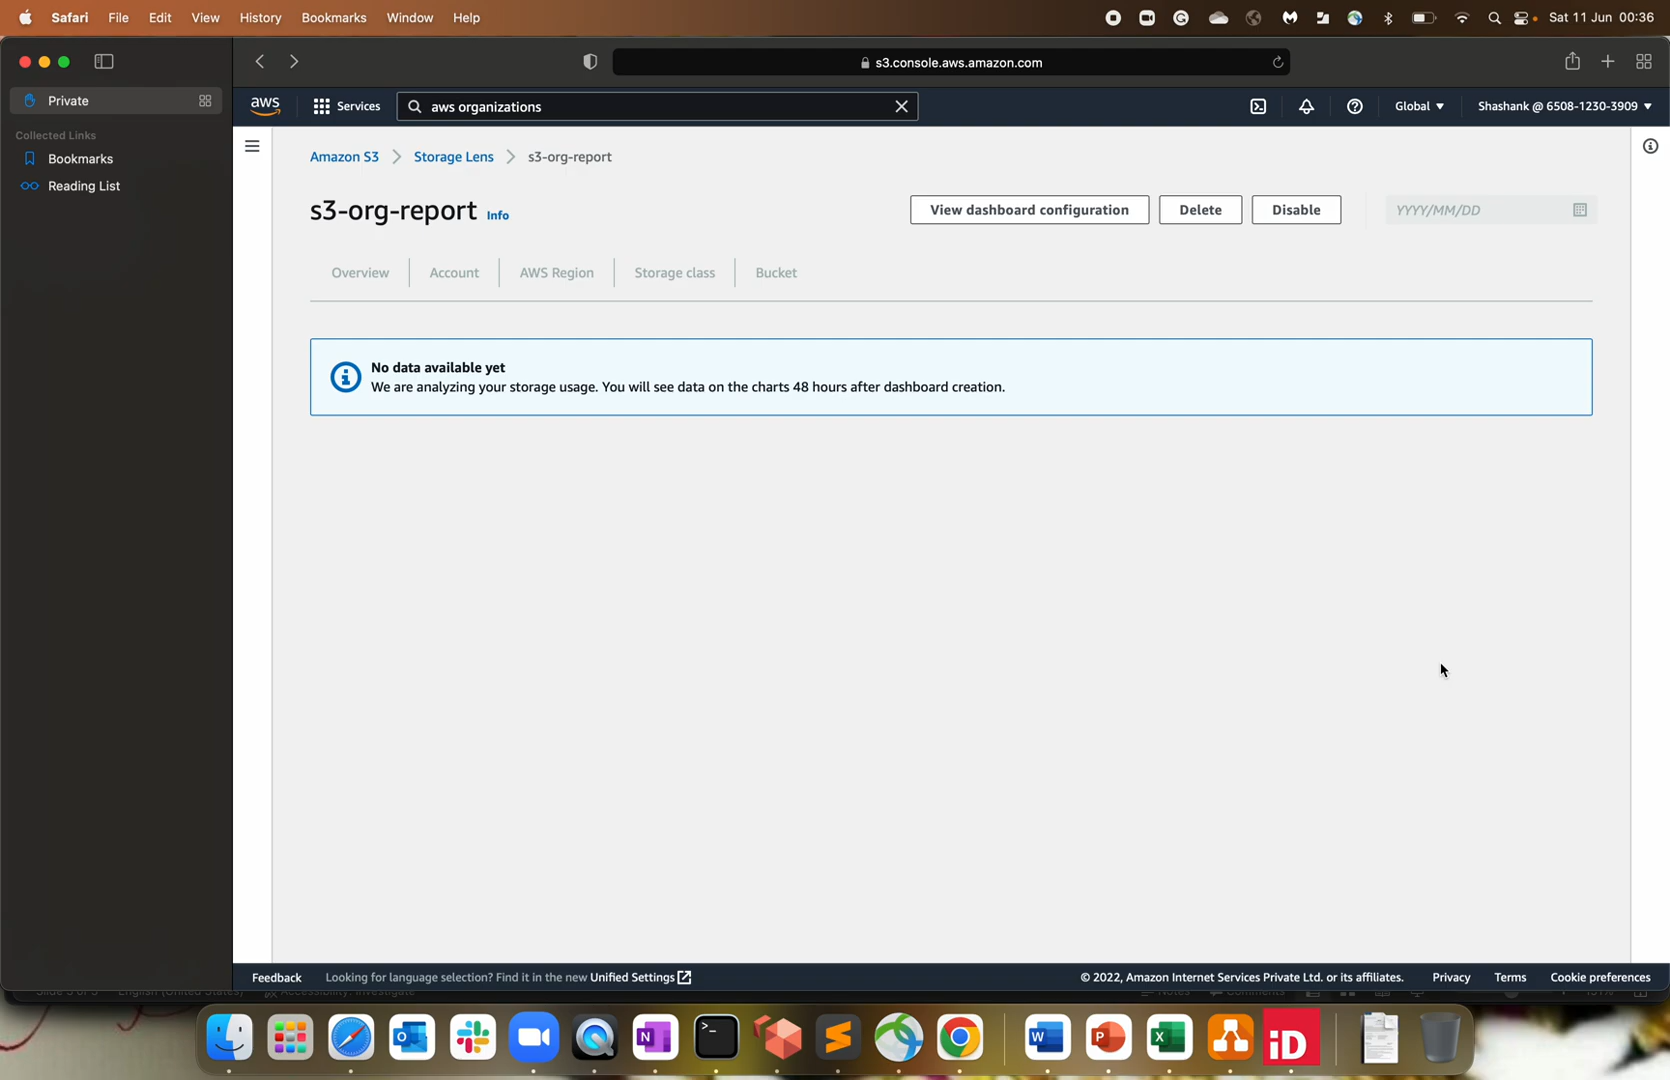 Safari File Edit View History Bookmarks Window Help
Sat 11 Jun 00:36
Private
s3.console.aws.amazon.com
Collected Links
Bookmarks
Reading List
aws
Services
aws organizations
Global
Shashank @ 6508-1230-3909
Amazon S3
Storage Lens
s3-org-report
s3-org-report Info
View dashboard configuration
Delete
Disable
YYYY/MM/DD
Overview
Account
AWS Region
Storage class
Bucket
No data available yet
We are analyzing your storage usage. You will see data on the charts 48 hours after dashboard creation.
Feedback
Looking for language selection? Find it in the new Unified Settings
© 2022, Amazon Internet Services Private Ltd. or its affiliates.
Privacy
Terms
Cookie preferences
N
W
P
X
iD